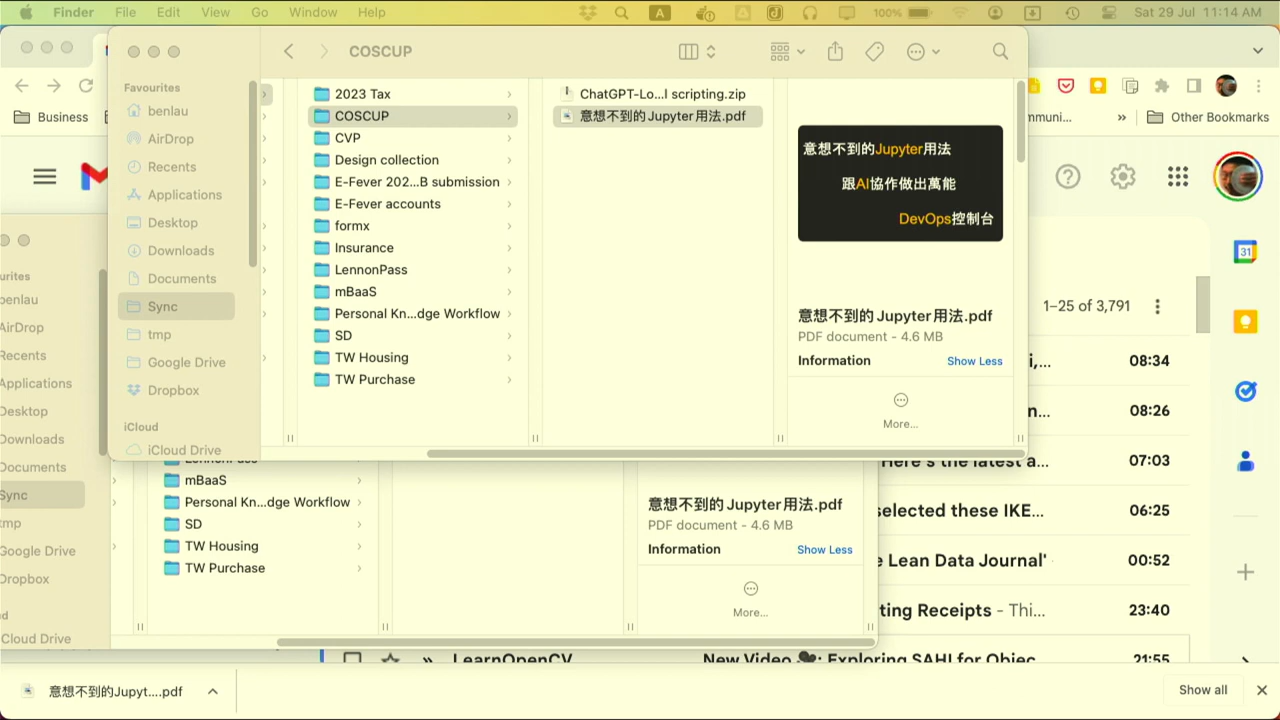 Finder File Edit View Go Window Help A 100% Sat 29 Jul 11:14 AM
COSCUP
Favourites
benlau
AirDrop
Recents
Applications
Desktop
Downloads
Documents
Sync
tmp
Google Drive
Dropbox
iCloud
iCloud Drive
2023 Tax
COSCUP
CVP
Design collection
E-Fever 202...B submission
E-Fever accounts
formx
Insurance
LennonPass
mBaaS
Personal Kn...dge Workflow
SD
TW Housing
TW Purchase
ChatGPT-Lo...l scripting.zip
意想不到的Jupyter用法.pdf
意想不到的Jupyter用法
跟AI協作做出萬能
DevOps控制台
意想不到的Jupyter用法.pdf
PDF document - 4.6 MB
Information Show Less
More...
Business
mmuni... » Other Bookmarks
31
1–25 of 3,791
i,... 08:34
n... 08:26
Here's the latest a... 07:03
selected these IKE... 06:25
e Lean Data Journal' 00:52
ting Receipts - Thi... 23:40
LearnOpenCV New Video : Exploring SAHI for Objec 21:55
urites
benlau
AirDrop
Recents
Applications
Desktop
Downloads
Documents
Sync
tmp
Google Drive
Dropbox
d
Cloud Drive
LennonPass
mBaaS
Personal Kn...dge Workflow
SD
TW Housing
TW Purchase
意想不到的Jupyter用法.pdf
PDF document - 4.6 MB
Information Show Less
More...
意想不到的Jupyt....pdf
Show all